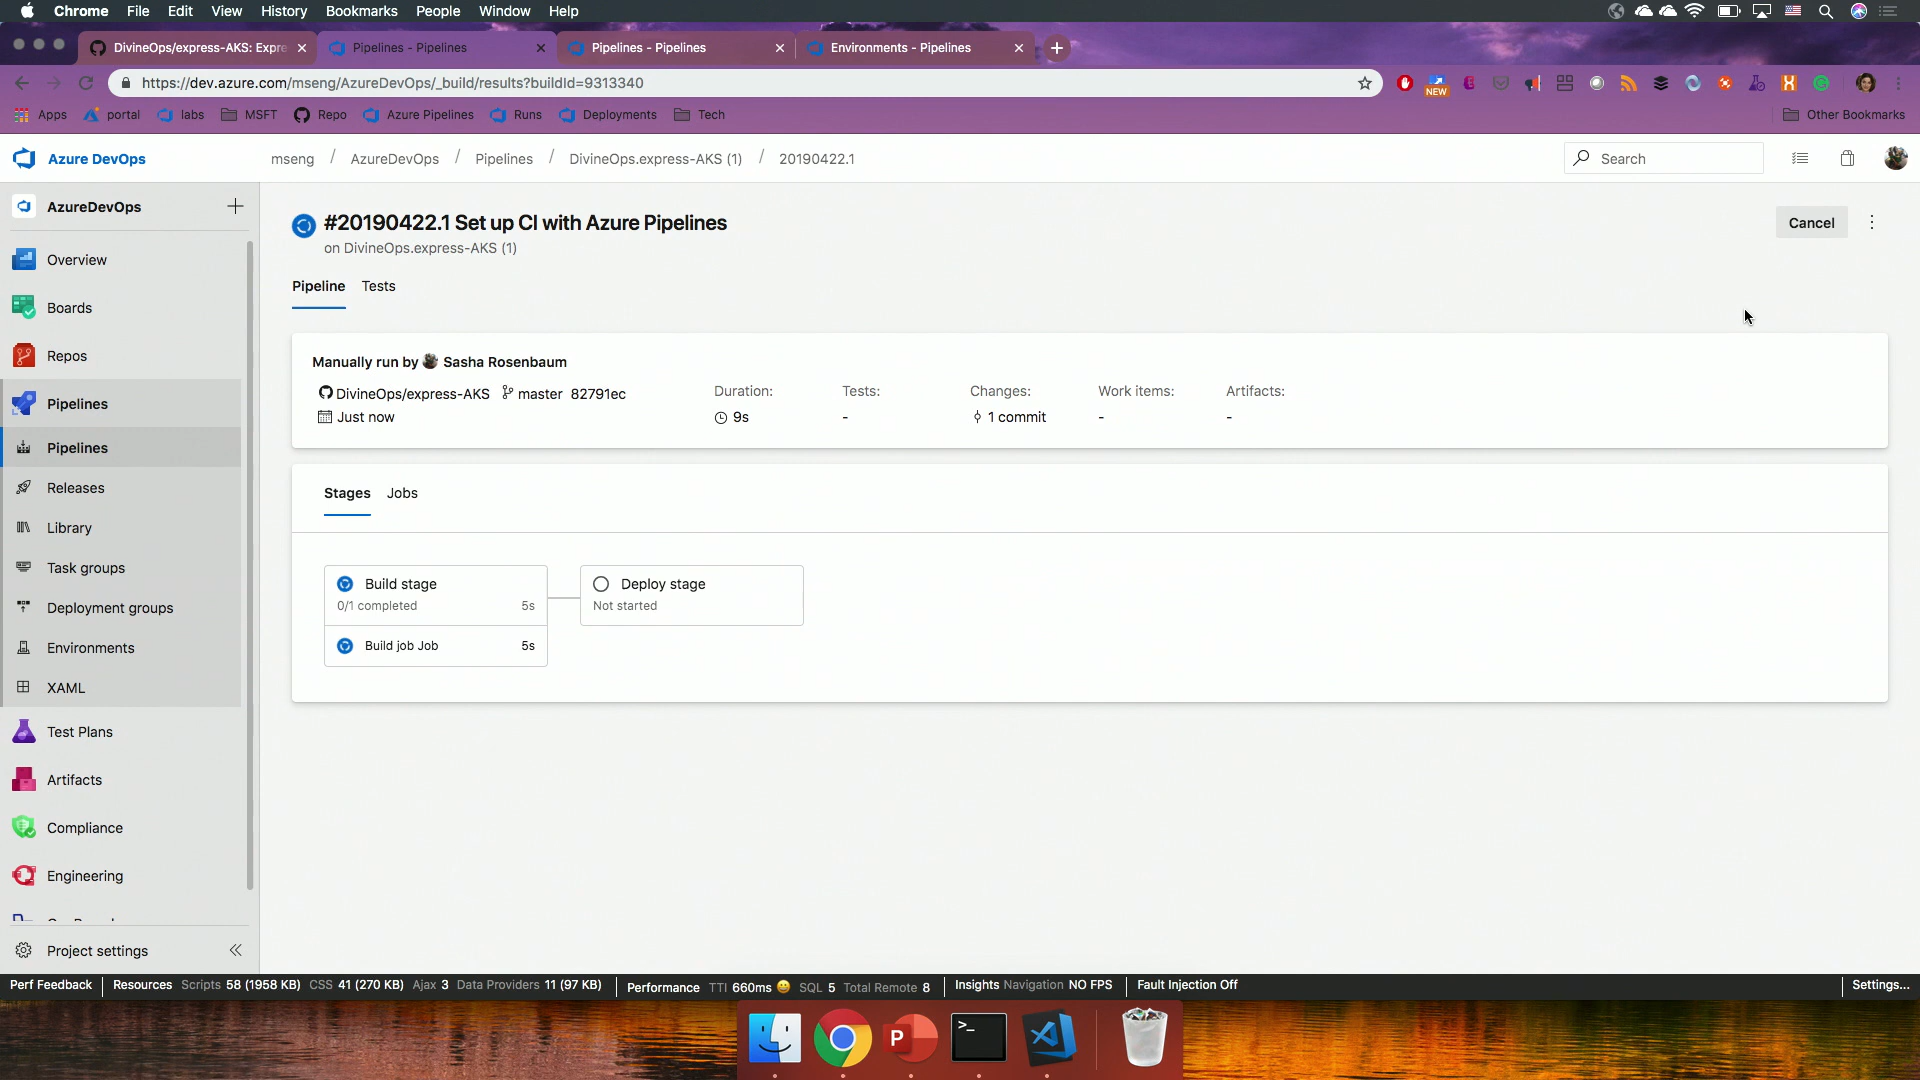 Chrome File Edit View History Bookmarks People Window Help
DivineOps/express-AKS: Expre
Pipelines - Pipelines
Pipelines - Pipelines
Environments - Pipelines
https://dev.azure.com/mseng/AzureDevOps/_build/results?buildId=9313340
NEW
Apps portal labs MSFT Repo Azure Pipelines Runs Deployments Tech Other Bookmarks
Azure DevOps
mseng / AzureDevOps / Pipelines / DivineOps.express-AKS (1) / 20190422.1
Search
AzureDevOps
Overview
Boards
Repos
Pipelines
Pipelines
Releases
Library
Task groups
Deployment groups
Environments
XAML
Test Plans
Artifacts
Compliance
Engineering
Project settings
#20190422.1 Set up CI with Azure Pipelines
on DivineOps.express-AKS (1)
Cancel
Pipeline Tests
Manually run by Sasha Rosenbaum
DivineOps/express-AKS master 82791ec
Just now
Duration:
9s
Tests:
-
Changes:
1 commit
Work items:
-
Artifacts:
-
Stages Jobs
Build stage
0/1 completed 5s
Build job Job 5s
Deploy stage
Not started
Perf Feedback Resources Scripts 58 (1958 KB) CSS 41 (270 KB) Ajax 3 Data Providers 11 (97 KB) Performance TTI 660ms SQL 5 Total Remote 8 Insights Navigation NO FPS Fault Injection Off Settings...